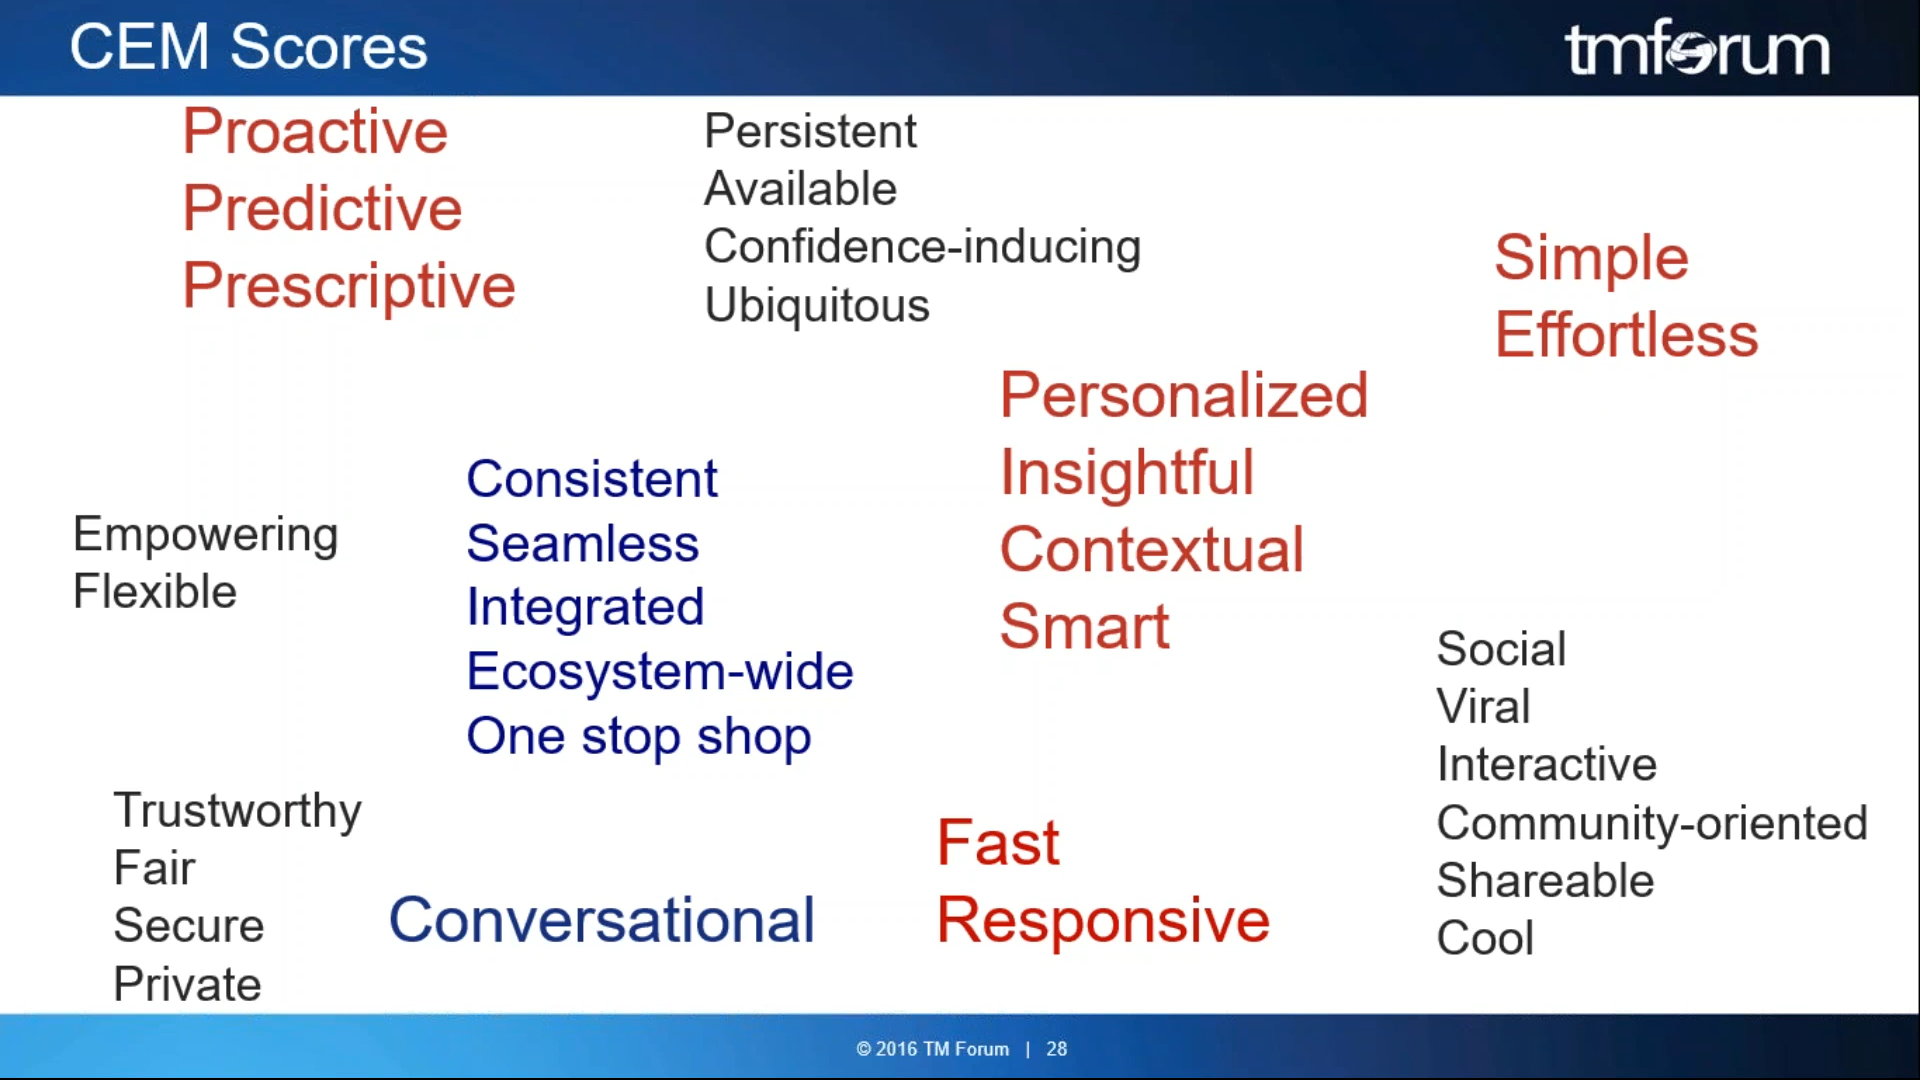 CEM Scores
tmforum
Proactive
Predictive
Prescriptive
Persistent
Available
Confidence-inducing
Ubiquitous
Simple
Effortless
Personalized
Insightful
Contextual
Smart
Consistent
Seamless
Integrated
Ecosystem-wide
One stop shop
Empowering
Flexible
Social
Viral
Interactive
Community-oriented
Shareable
Cool
Trustworthy
Fair
Secure
Private
Conversational
Fast
Responsive
© 2016 TM Forum | 28